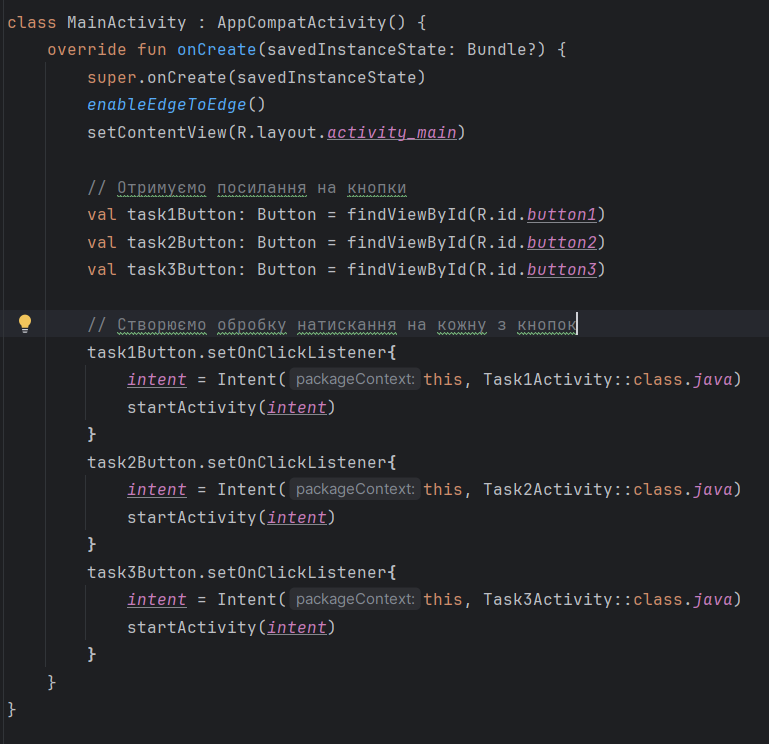 class MainActivity : AppCompatActivity() {
override fun onCreate(savedInstanceState: Bundle?) {
super.onCreate(savedInstanceState)
enableEdgeToEdge()
setContentView(R.layout.activity_main)
// Отримуємо посилання на кнопки
val task1Button: Button = findViewById(R.id.button1)
val task2Button: Button = findViewById(R.id.button2)
val task3Button: Button = findViewById(R.id.button3)
// Створюємо обробку натискання на кожну з кнопок
task1Button.setOnClickListener{
intent = Intent( packageContext: this, Task1Activity::class.java)
startActivity(intent)
}
task2Button.setOnClickListener{
intent = Intent( packageContext: this, Task2Activity::class.java)
startActivity(intent)
}
task3Button.setOnClickListener{
intent = Intent( packageContext: this, Task3Activity::class.java)
startActivity(intent)
}
}
}